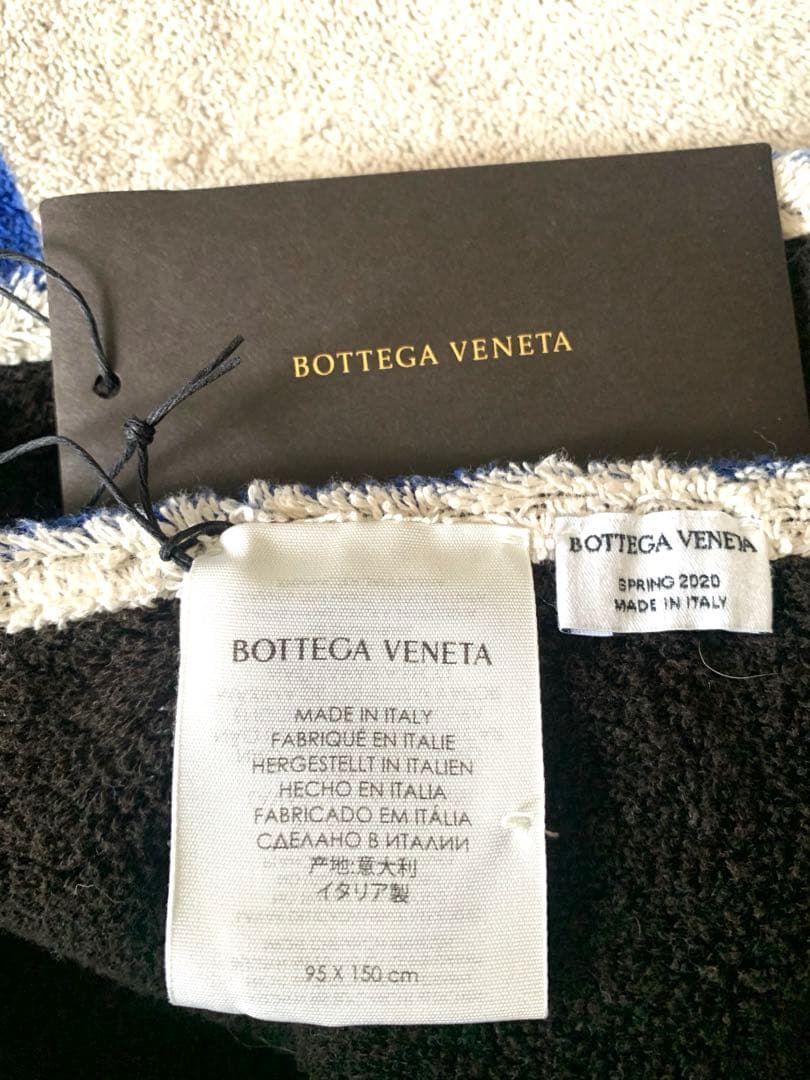 BOTTEGA VENETA
BOTTEGA VENETA
SPRING 2020
MADE IN ITALY
BOTTEGA VENETA
MADE IN ITALY
FABRIQUÉ EN ITALIE
HERGESTELLT IN ITALIEN
HECHO EN ITALIA
FABRICADO EM ITÁLIA
СДЕЛАНО В ИТАЛИИ
产地:意大利
イタリア製
95 X 150 cm